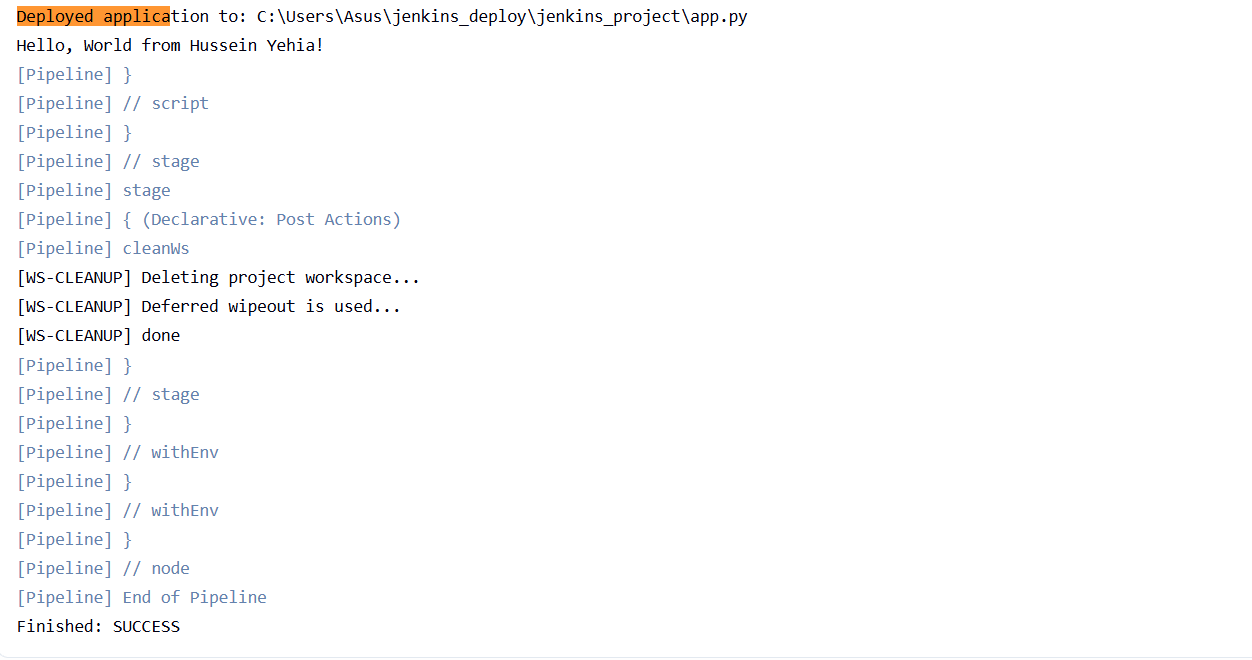 Deployed application to: C:\Users\Asus\jenkins_deploy\jenkins_project\app.py
Hello, World from Hussein Yehia!
[Pipeline] }
[Pipeline] // script
[Pipeline] }
[Pipeline] // stage
[Pipeline] stage
[Pipeline] { (Declarative: Post Actions)
[Pipeline] cleanWs
[WS-CLEANUP] Deleting project workspace...
[WS-CLEANUP] Deferred wipeout is used...
[WS-CLEANUP] done
[Pipeline] }
[Pipeline] // stage
[Pipeline] }
[Pipeline] // withEnv
[Pipeline] }
[Pipeline] // withEnv
[Pipeline] }
[Pipeline] // node
[Pipeline] End of Pipeline
Finished: SUCCESS